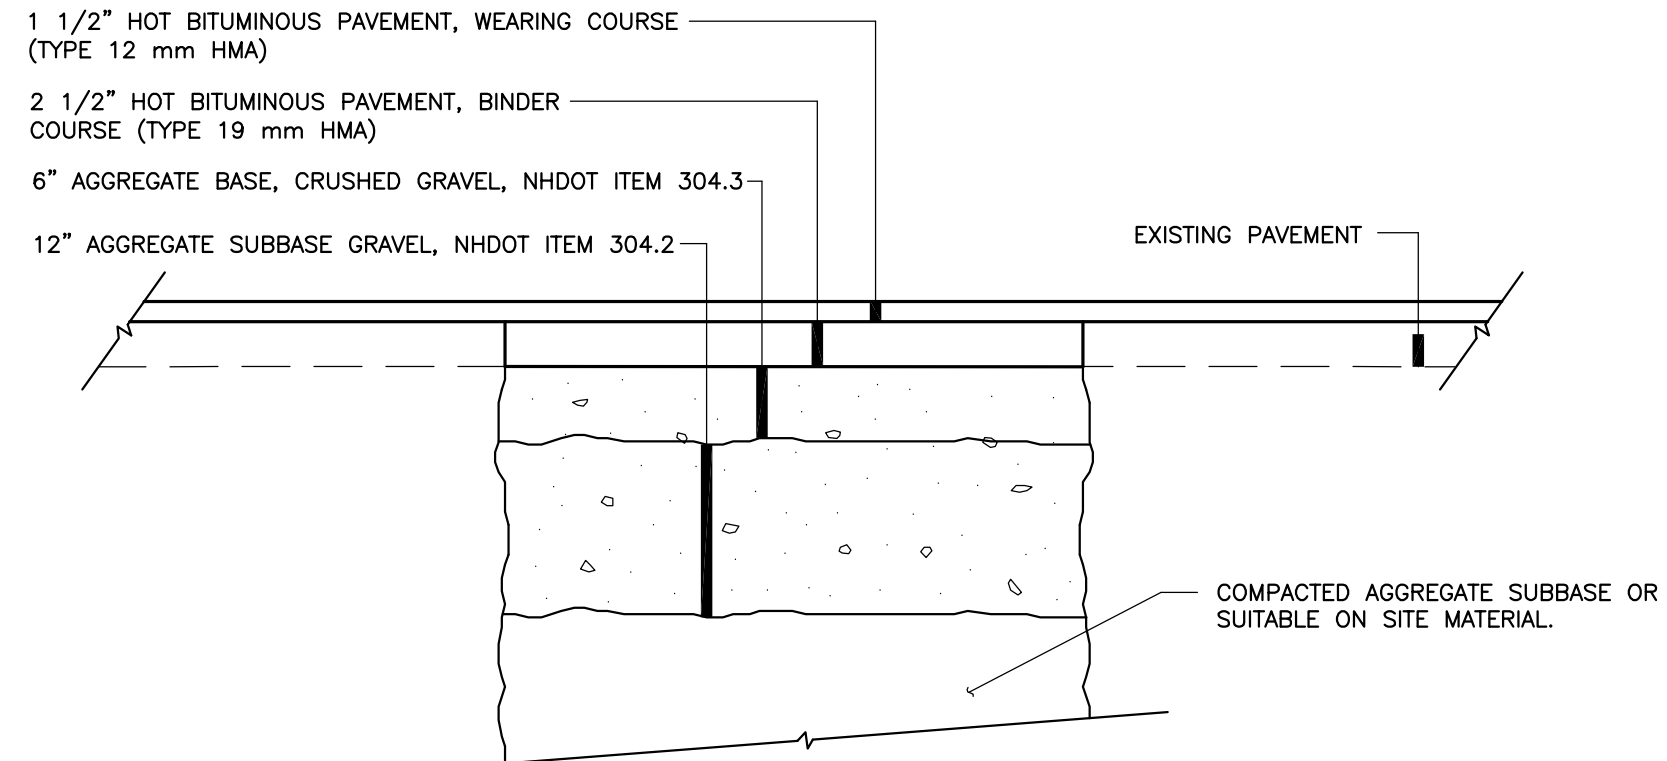 1 1/2” HOT BITUMINOUS PAVEMENT, WEARING COURSE
(TYPE 12 mm HMA)
2 1/2” HOT BITUMINOUS PAVEMENT, BINDER
COURSE (TYPE 19 mm HMA)
6” AGGREGATE BASE, CRUSHED GRAVEL, NHDOT ITEM 304.3
12” AGGREGATE SUBBASE GRAVEL, NHDOT ITEM 304.2
EXISTING PAVEMENT
COMPACTED AGGREGATE SUBBASE OR
SUITABLE ON SITE MATERIAL.